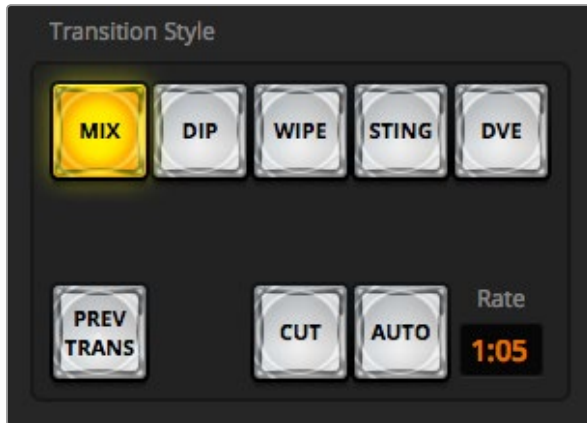 Transition Style
MIX DIP WIPE STING DVE
Rate
PREV
TRANS
CUT AUTO
1:05